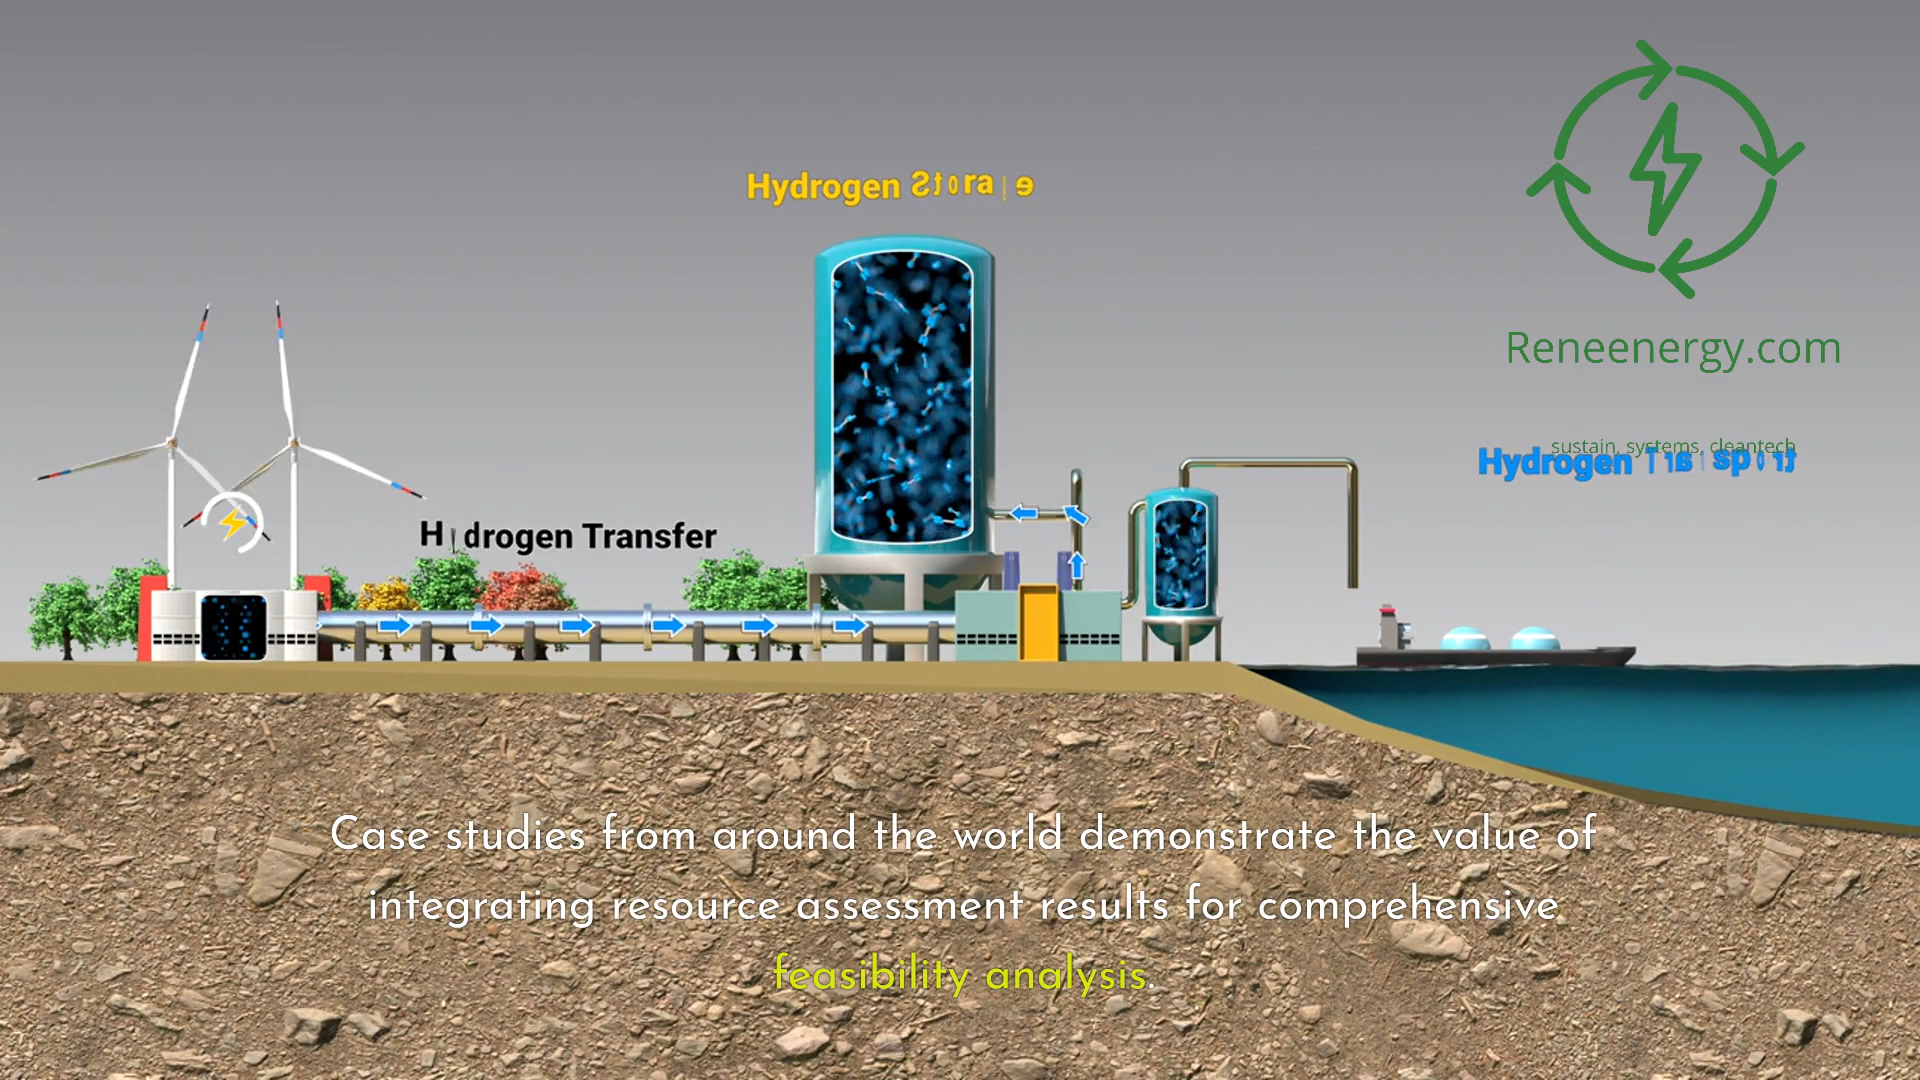 Hydrogen
Reneenergy.com
sustain, systems, cleantech
Hydrogen
Hydrogen Transfer
Case studies from around the world demonstrate the value of
integrating resource assessment results for comprehensive
feasibility analysis.